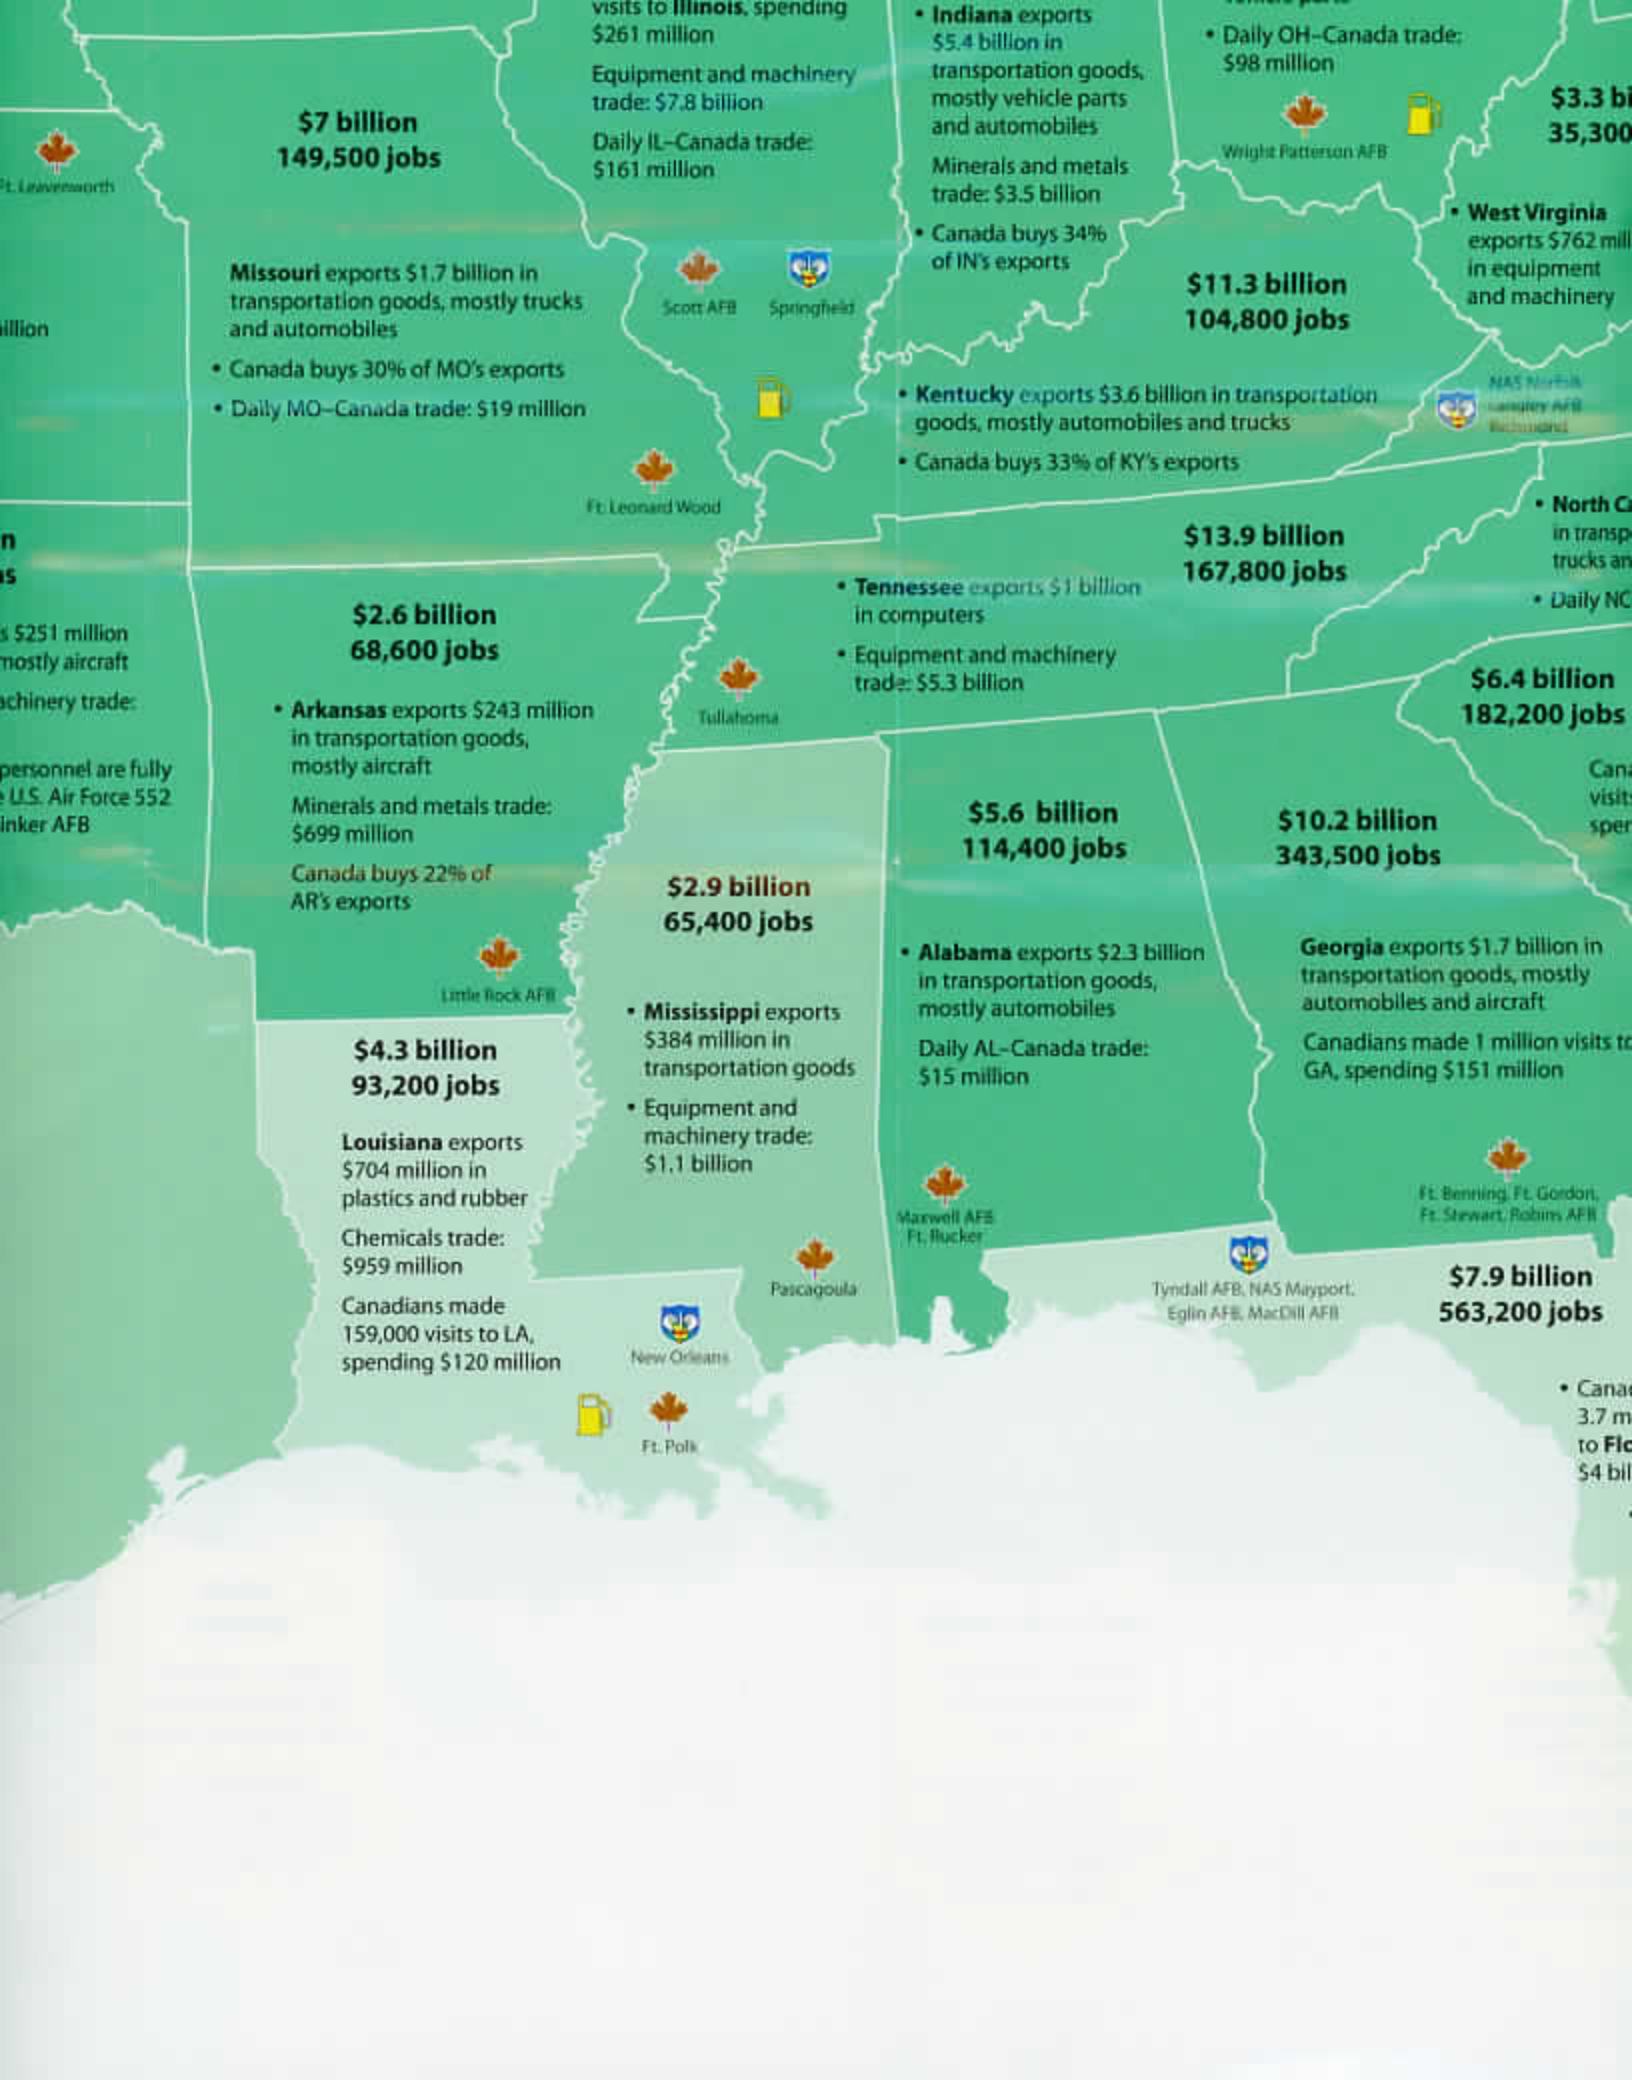 visits to Illinois, spending
$261 million
Equipment and machinery
trade: $7.8 billion
Daily IL–Canada trade:
$161 million
• Indiana exports
$5.4 billion in
transportation goods,
mostly vehicle parts
and automobiles
Minerals and metals
trade: $3.5 billion
• Canada buys 34%
of IN's exports
• Daily OH–Canada trade:
$98 million
Wright Patterson AFB
$3.3 bi
35,300
• West Virginia
exports $762 mill
in equipment
and machinery
Ft. Leavenworth
$7 billion
149,500 jobs
Missouri exports $1.7 billion in
transportation goods, mostly trucks
and automobiles
• Canada buys 30% of MO's exports
• Daily MO–Canada trade: $19 million
Ft. Leonard Wood
Scott AFB
Springfield
illion
$11.3 billion
104,800 jobs
• Kentucky exports $3.6 billion in transportation
goods, mostly automobiles and trucks
• Canada buys 33% of KY's exports
NAS Norfolk
Langley AFB
Richmond
n
s
s $251 million
mostly aircraft
achinery trade:
personnel are fully
e U.S. Air Force 552
inker AFB
$13.9 billion
167,800 jobs
• Tennessee exports $1 billion
in computers
• Equipment and machinery
trade: $5.3 billion
Tullahoma
• North Ca
in transp
trucks an
• Daily NC
$2.6 billion
68,600 jobs
• Arkansas exports $243 million
in transportation goods,
mostly aircraft
Minerals and metals trade:
$699 million
Canada buys 22% of
AR's exports
Little Rock AFB
$6.4 billion
182,200 jobs
Cana
visits
sper
$2.9 billion
65,400 jobs
• Mississippi exports
$384 million in
transportation goods
• Equipment and
machinery trade:
$1.1 billion
Pascagoula
$5.6 billion
114,400 jobs
• Alabama exports $2.3 billion
in transportation goods,
mostly automobiles
Daily AL–Canada trade:
$15 million
Maxwell AFB
Ft. Rucker
$10.2 billion
343,500 jobs
Georgia exports $1.7 billion in
transportation goods, mostly
automobiles and aircraft
Canadians made 1 million visits to
GA, spending $151 million
Ft. Benning, Ft. Gordon,
Ft. Stewart, Robins AFB
$4.3 billion
93,200 jobs
Louisiana exports
$704 million in
plastics and rubber
Chemicals trade:
$959 million
Canadians made
159,000 visits to LA,
spending $120 million
New Orleans
Ft. Polk
Tyndall AFB, NAS Mayport,
Eglin AFB, MacDill AFB
$7.9 billion
563,200 jobs
• Canad
3.7 m
to Flo
$4 bil